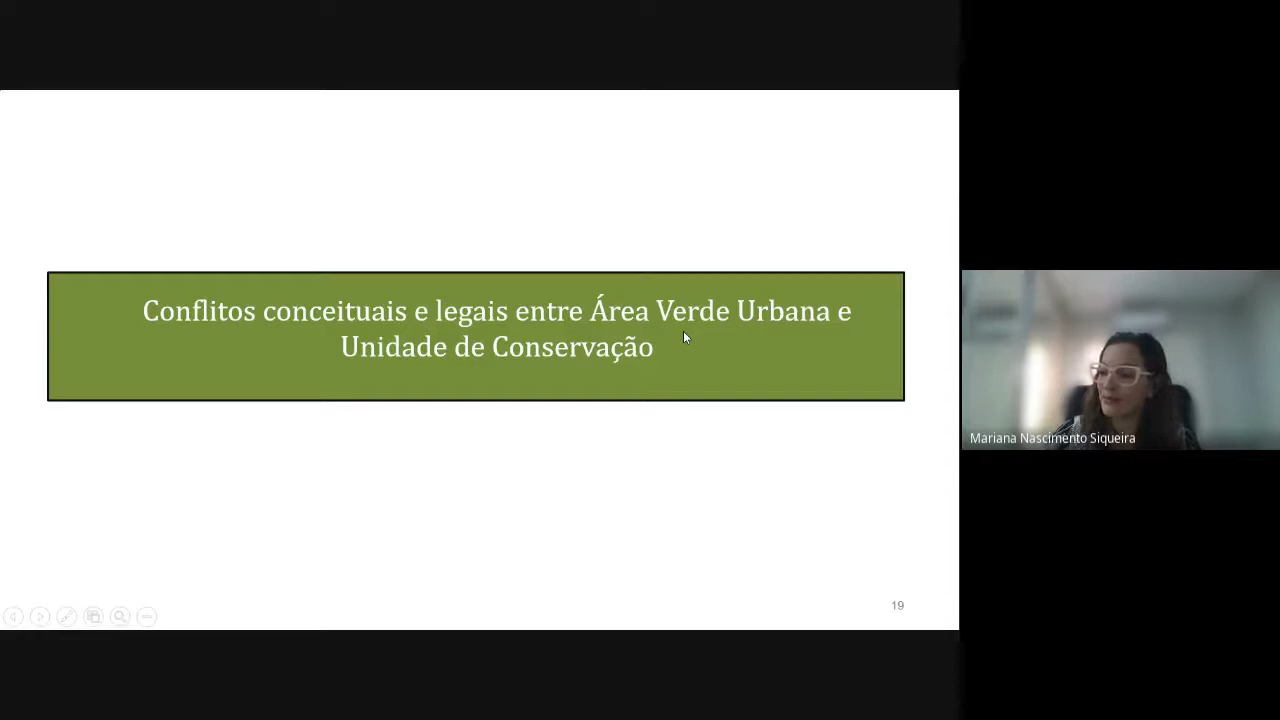 Conflitos conceituais e legais entre Área Verde Urbana e
Unidade de Conservação
Mariana Nascimento Siqueira
19